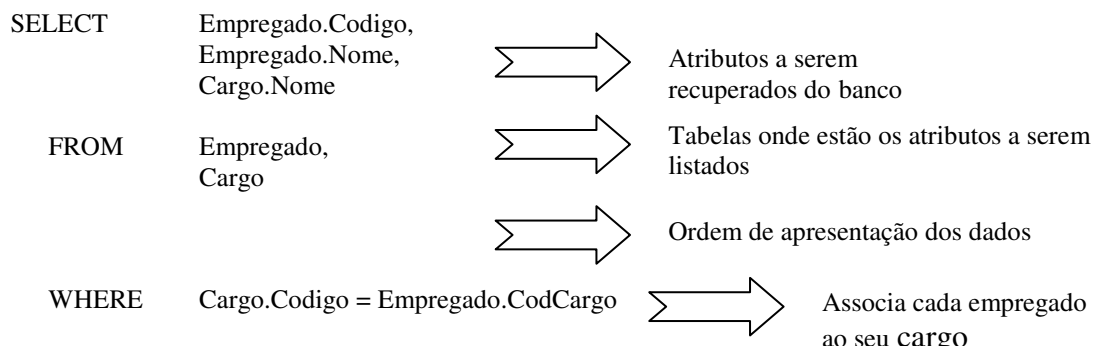 SELECT Empregado.Codigo,
Empregado.Nome,
Cargo.Nome
Atributos a serem
recuperados do banco
FROM Empregado,
Cargo
Tabelas onde estão os atributos a serem
listados
Ordem de apresentação dos dados
WHERE Cargo.Codigo = Empregado.CodCargo
Associa cada empregado
ao seu cargo